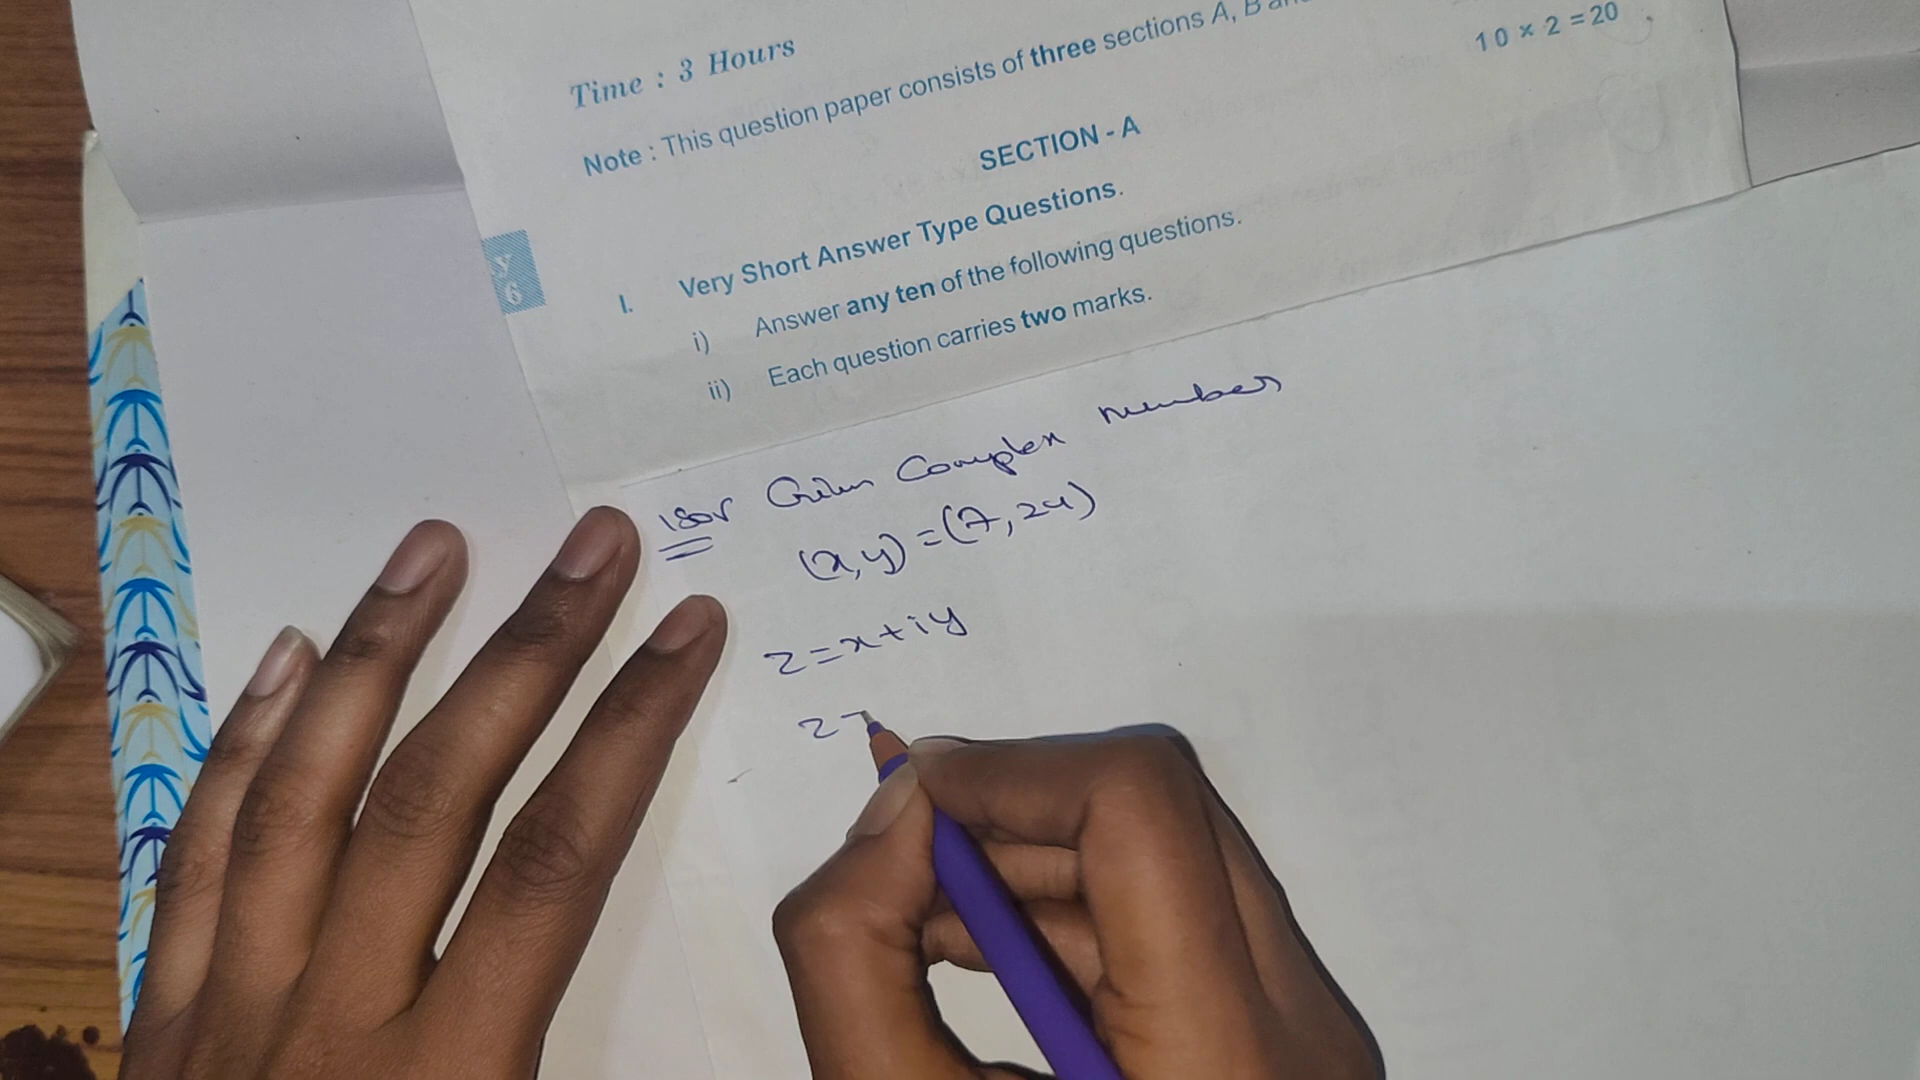 Time : 3 Hours
Note : This question paper consists of three sections A, B
10 × 2 = 20
SECTION - A
y
6
I. Very Short Answer Type Questions.
i) Answer any ten of the following questions.
ii) Each question carries two marks.
1 Sol Given Complex number
(x, y) = (7, 24)
z = x + iy
z